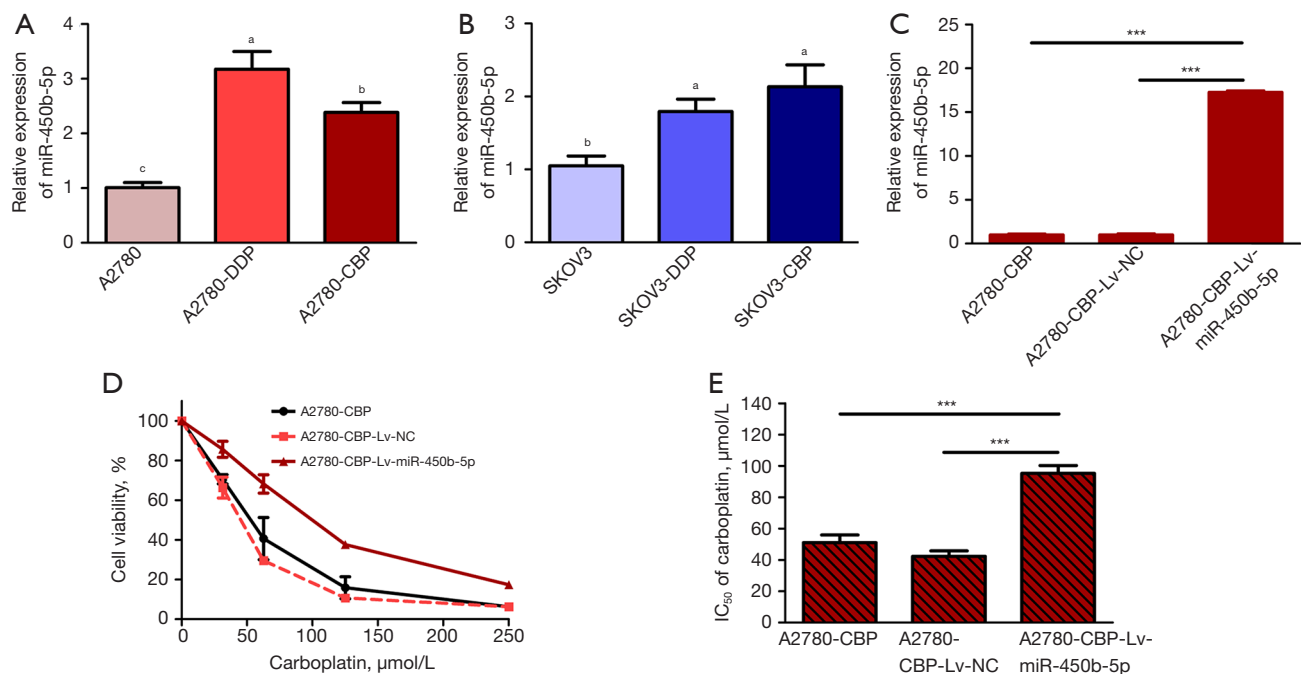 A
Relative expression
of miR-450b-5p
4
3
2
1
0
c
a
b
A2780
A2780-DDP
A2780-CBP
B
Relative expression
of miR-450b-5p
3
2
1
0
b
a
a
SKOV3
SKOV3-DDP
SKOV3-CBP
C
Relative expression
of miR-450b-5p
25
20
15
10
5
0
***
***
A2780-CBP
A2780-CBP-Lv-NC
A2780-CBP-Lv-
miR-450b-5p
D
Cell viability, %
100
80
60
40
20
0
A2780-CBP
A2780-CBP-Lv-NC
A2780-CBP-Lv-miR-450b-5p
0 50 100 150 200 250
Carboplatin, μmol/L
E
IC50 of carboplatin, μmol/L
140
120
100
80
60
40
20
0
***
***
A2780-CBP
A2780-
CBP-Lv-NC
A2780-CBP-Lv-
miR-450b-5p